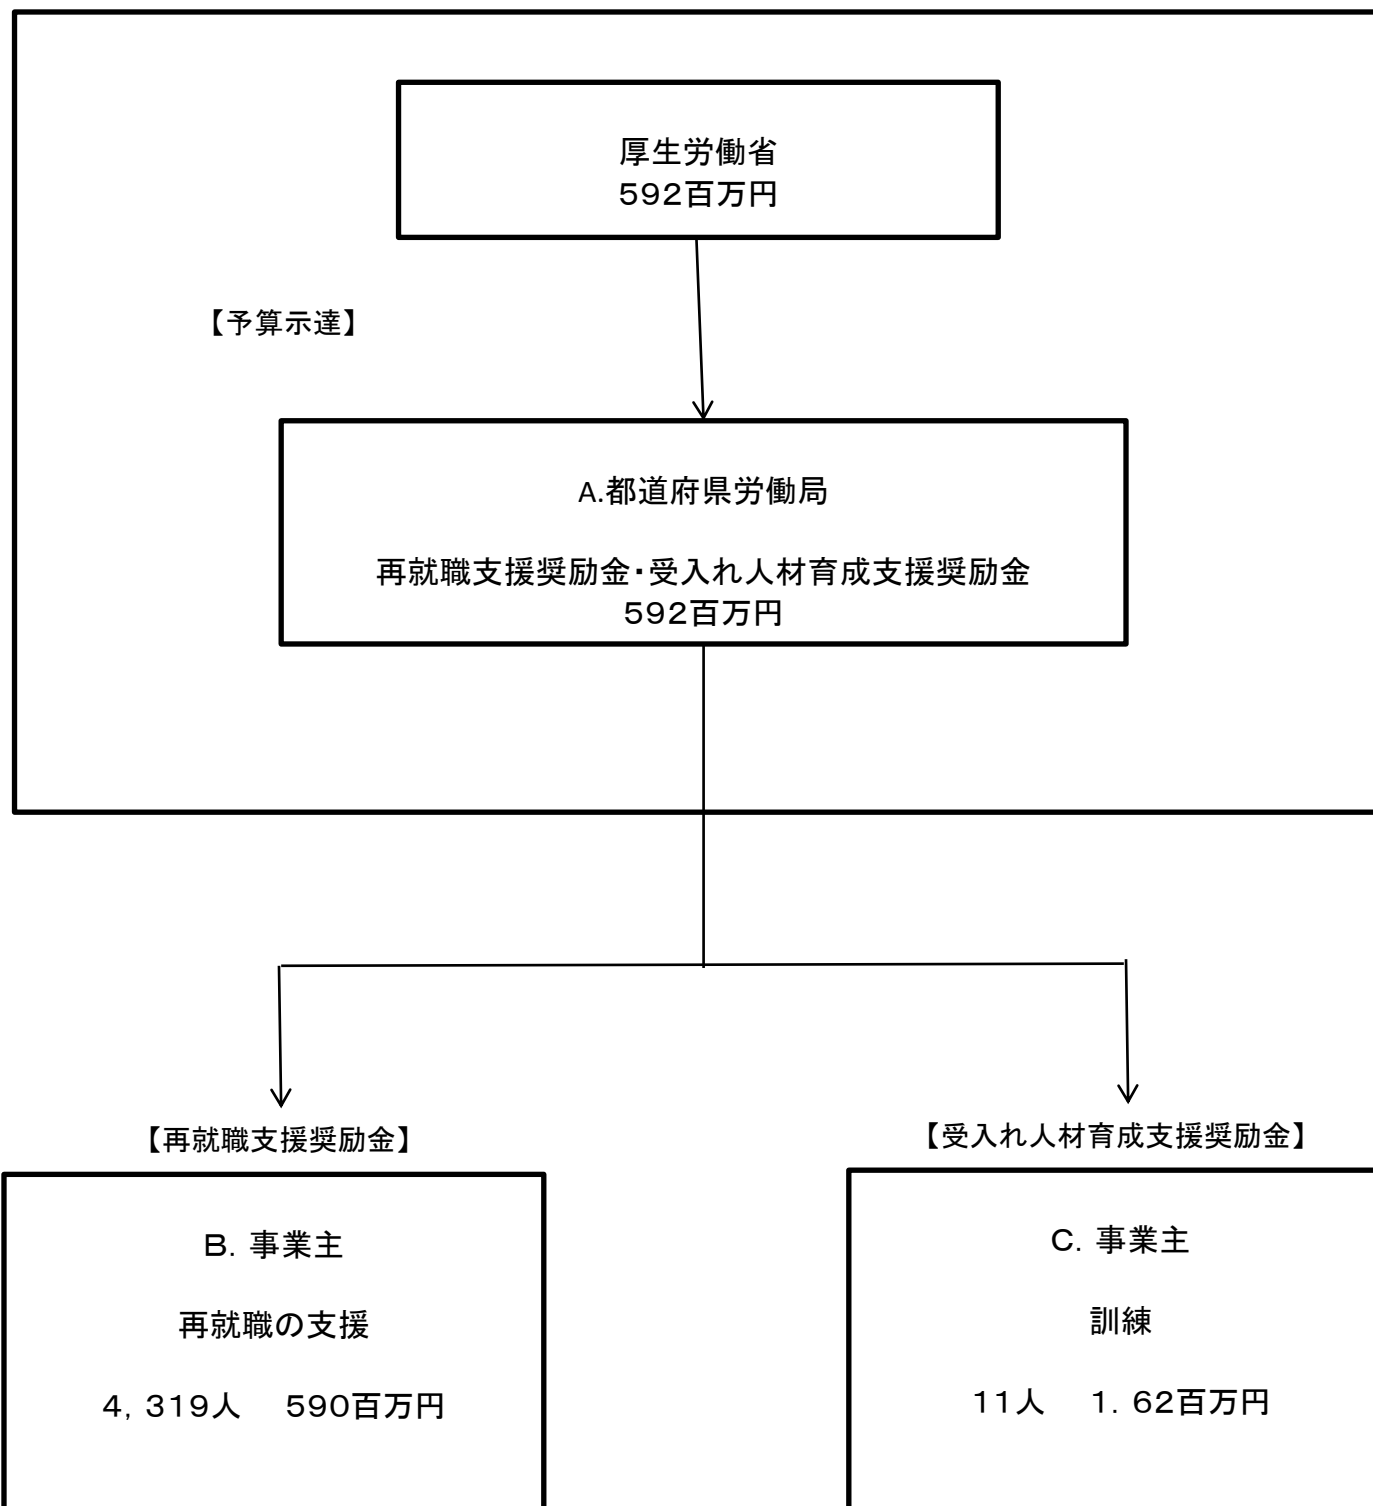 厚生労働省
592百万円
【予算示達】
A.都道府県労働局
再就職支援奨励金・受入れ人材育成支援奨励金
592百万円
【再就職支援奨励金】
【受入れ人材育成支援奨励金】
B. 事業主
再就職の支援
4, 319人 590百万円
C. 事業主
訓練
11人 1. 62百万円